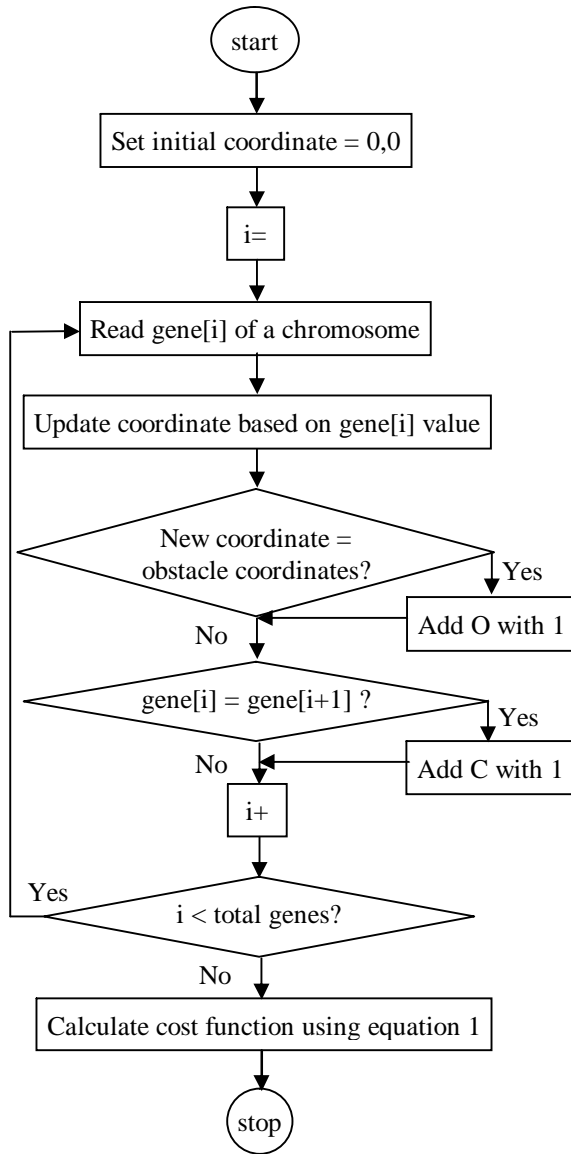 start
Set initial coordinate = 0,0
i=
Read gene[i] of a chromosome
Update coordinate based on gene[i] value
New coordinate =
obstacle coordinates?
Yes
Add O with 1
No
gene[i] = gene[i+1] ?
Yes
Add C with 1
No
i+
Yes
i < total genes?
No
Calculate cost function using equation 1
stop